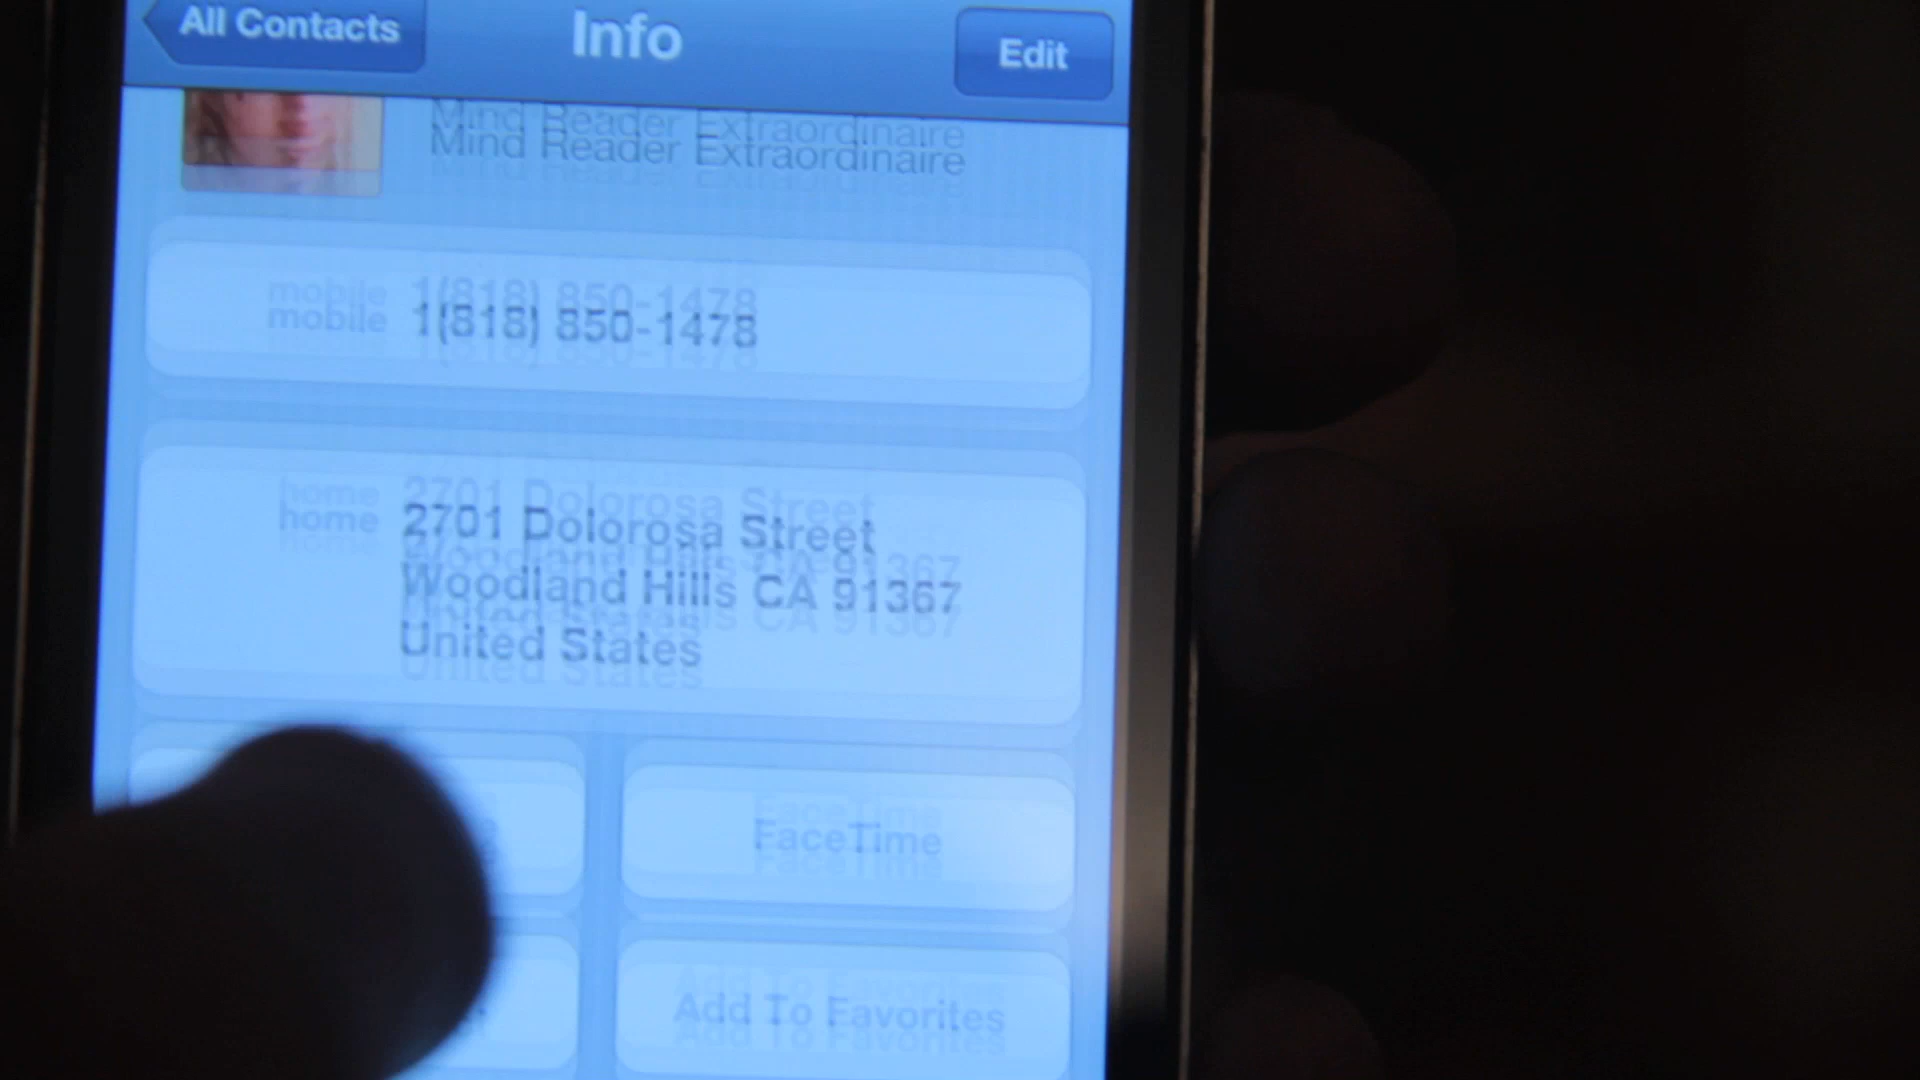 All Contacts
Info
Edit
Mind Reader Extraordinaire
mobile 1(818) 850-1478
home 2701 Dolorosa Street
Woodland Hills CA 91367
United States
FaceTime
Add To Favorites